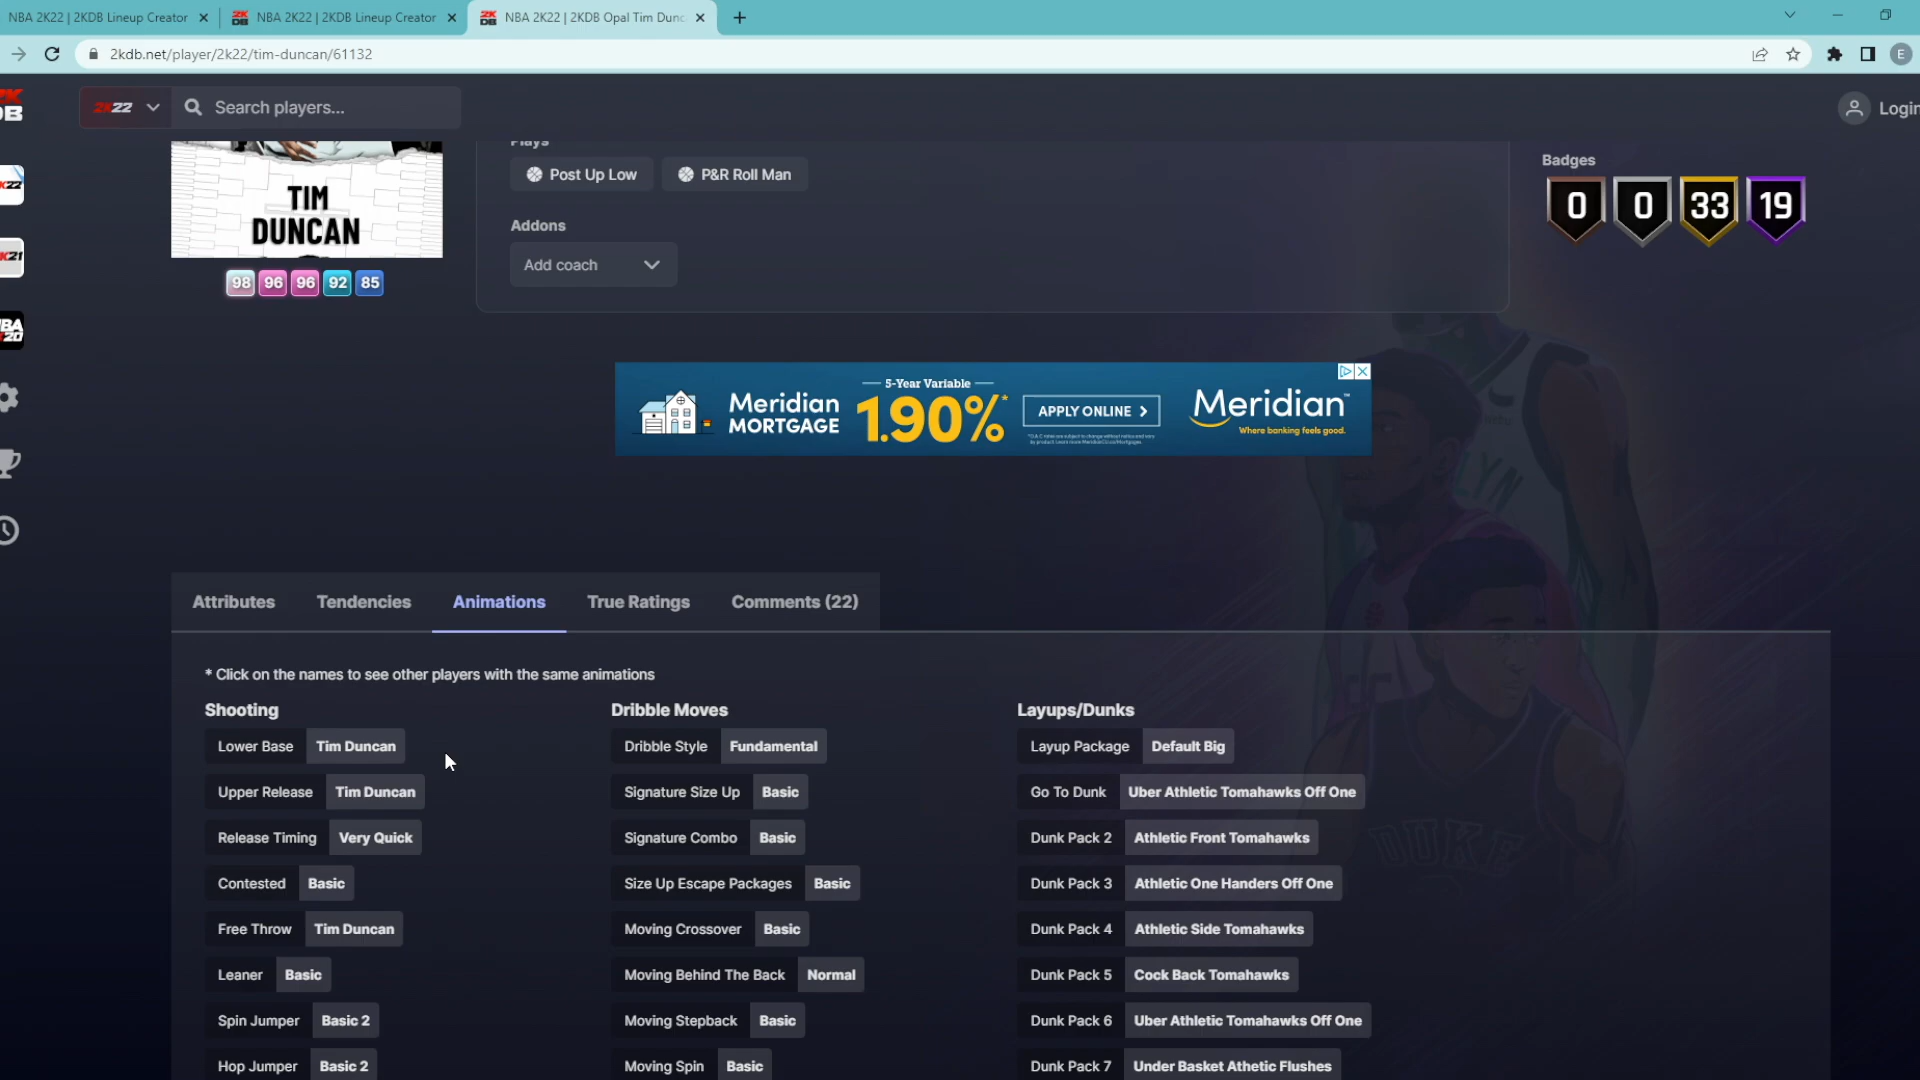 NBA 2K22 | 2KDB Lineup Creator
NBA 2K22 | 2KDB Lineup Creator
NBA 2K22 | 2KDB Opal Tim Dunc
2kdb.net/player/2k22/tim-duncan/61132
E
2K
DB
2K22
Search players...
Login
Plays
Post Up Low
P&R Roll Man
Badges
0
0
33
19
TIM
DUNCAN
98 96 96 92 85
Addons
Add coach
K22
K21
BA
20
Meridian
MORTGAGE
5-Year Variable
1.90%*
APPLY ONLINE >
Meridian™
Where banking feels good.
Attributes
Tendencies
Animations
True Ratings
Comments (22)
* Click on the names to see other players with the same animations
Shooting
Lower Base Tim Duncan
Upper Release Tim Duncan
Release Timing Very Quick
Contested Basic
Free Throw Tim Duncan
Leaner Basic
Spin Jumper Basic 2
Hop Jumper Basic 2
Dribble Moves
Dribble Style Fundamental
Signature Size Up Basic
Signature Combo Basic
Size Up Escape Packages Basic
Moving Crossover Basic
Moving Behind The Back Normal
Moving Stepback Basic
Moving Spin Basic
Layups/Dunks
Layup Package Default Big
Go To Dunk Uber Athletic Tomahawks Off One
Dunk Pack 2 Athletic Front Tomahawks
Dunk Pack 3 Athletic One Handers Off One
Dunk Pack 4 Athletic Side Tomahawks
Dunk Pack 5 Cock Back Tomahawks
Dunk Pack 6 Uber Athletic Tomahawks Off One
Dunk Pack 7 Under Basket Athetic Flushes
DUKE